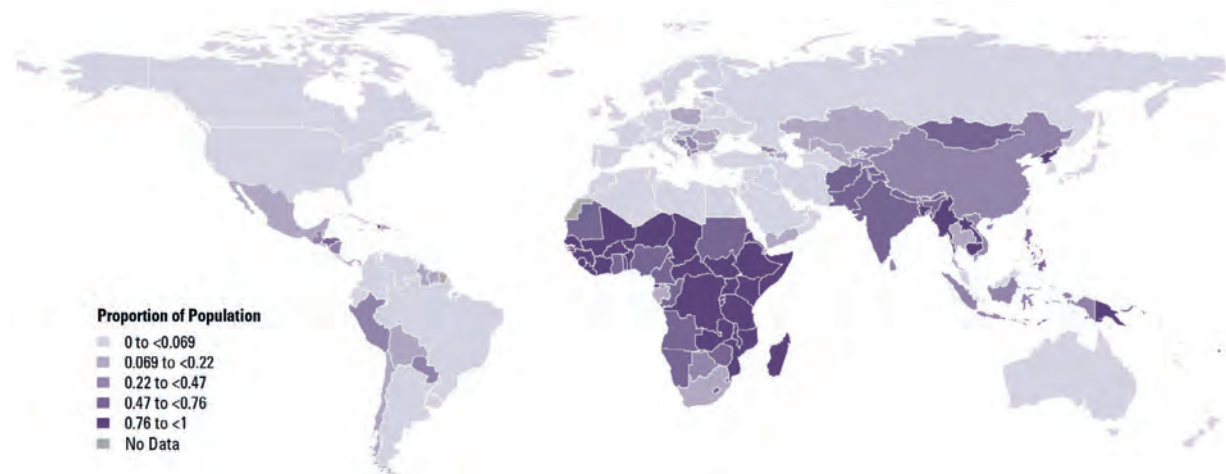 Proportion of Population
0 to <0.069
0.069 to <0.22
0.22 to <0.47
0.47 to <0.76
0.76 to <1
No Data